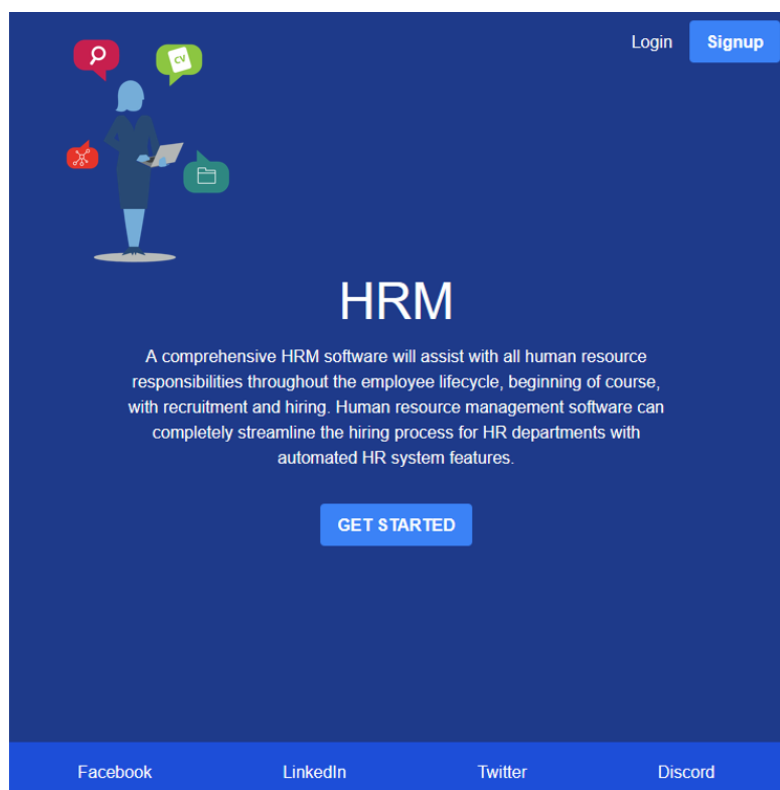 Login
Signup
CV
HRM
A comprehensive HRM software will assist with all human resource
responsibilities throughout the employee lifecycle, beginning of course,
with recruitment and hiring. Human resource management software can
completely streamline the hiring process for HR departments with
automated HR system features.
GET STARTED
Facebook
LinkedIn
Twitter
Discord